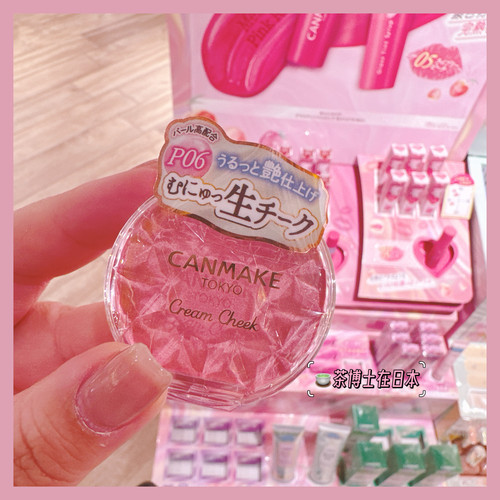 パール高配合
P06
うるっと艶仕上げ
むにゅっ生チーク
CANMAKE
TOKYO
Cream Cheek
茶博士在日本
05